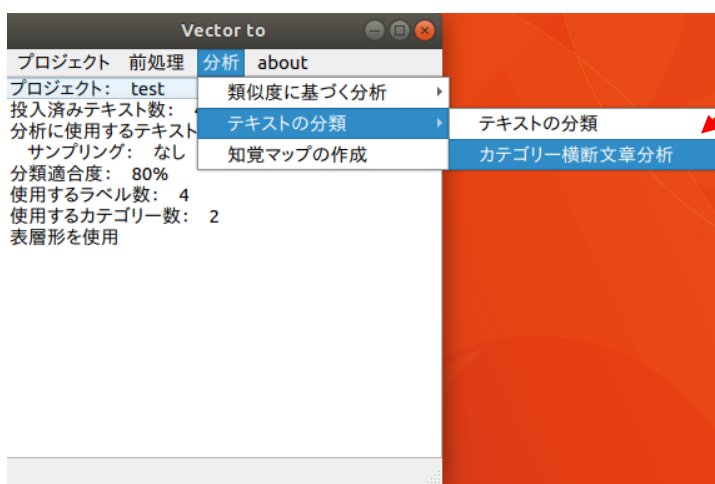 Vector to
プロジェクト 前処理 分析 about
プロジェクト: test
投入済みテキスト数:
分析に使用するテキスト
サンプリング: なし
分類適合度: 80%
使用するラベル数: 4
使用するカテゴリー数: 2
表層形を使用
類似度に基づく分析
テキストの分類
知覚マップの作成
テキストの分類
カテゴリー横断文章分析